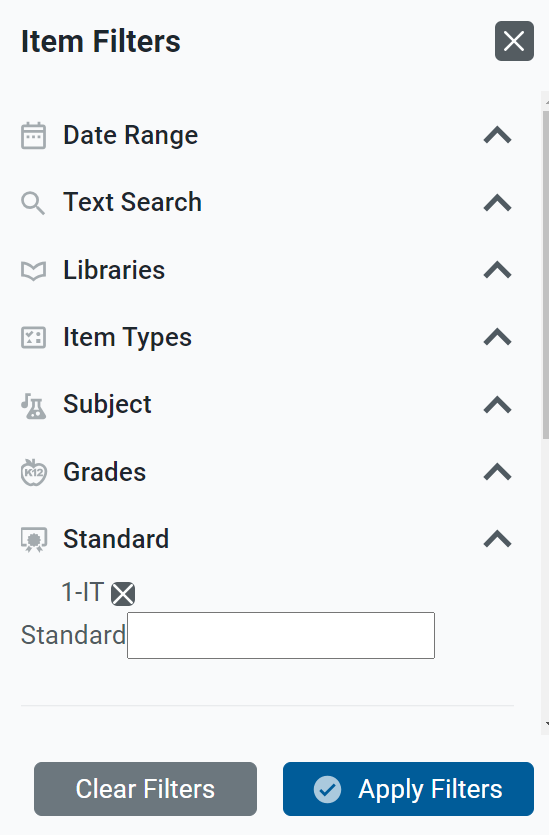 Item Filters
Date Range
Text Search
Libraries
Item Types
Subject
K12
Grades
Standard
1-IT
Standard
Clear Filters
Apply Filters